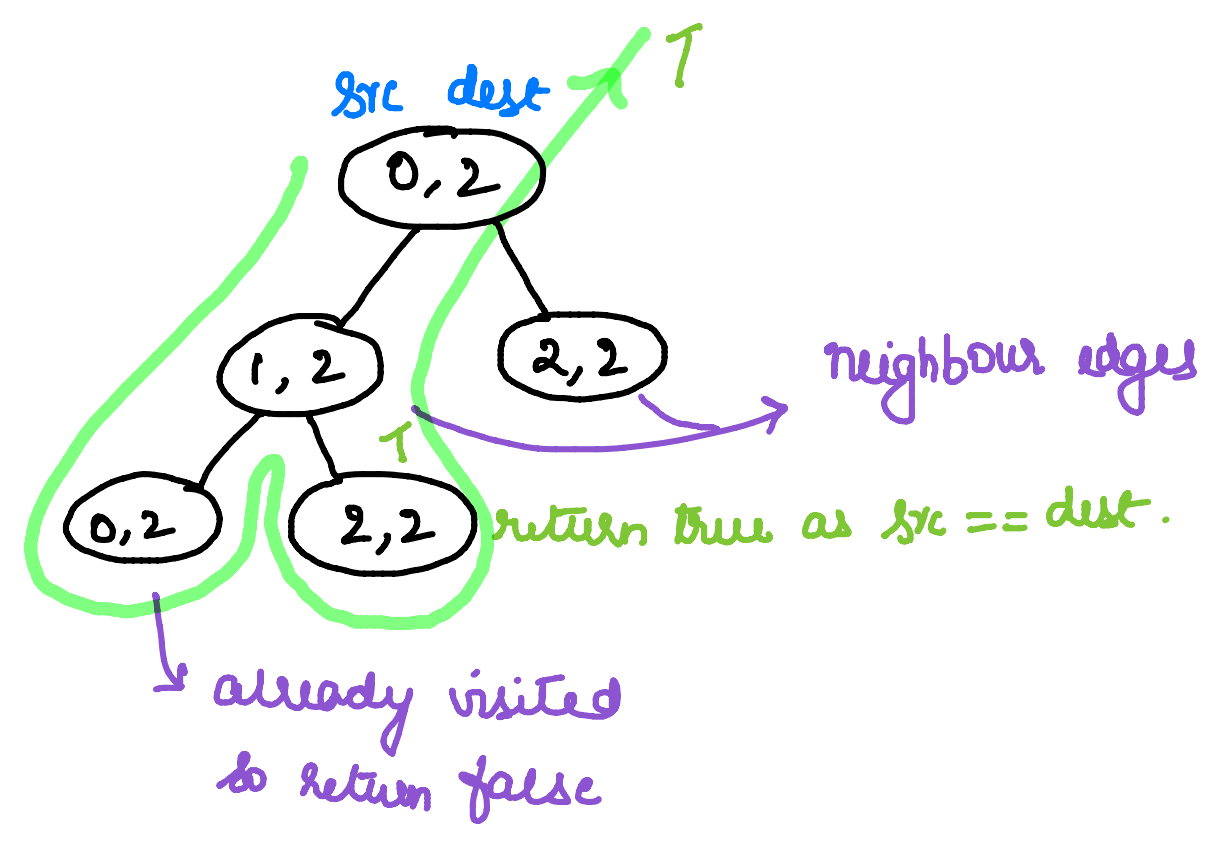 T
src dest
0,2
1,2
2,2
neighbour edges
T
0,2
2,2
return true as src == dest.
already visited
so return false